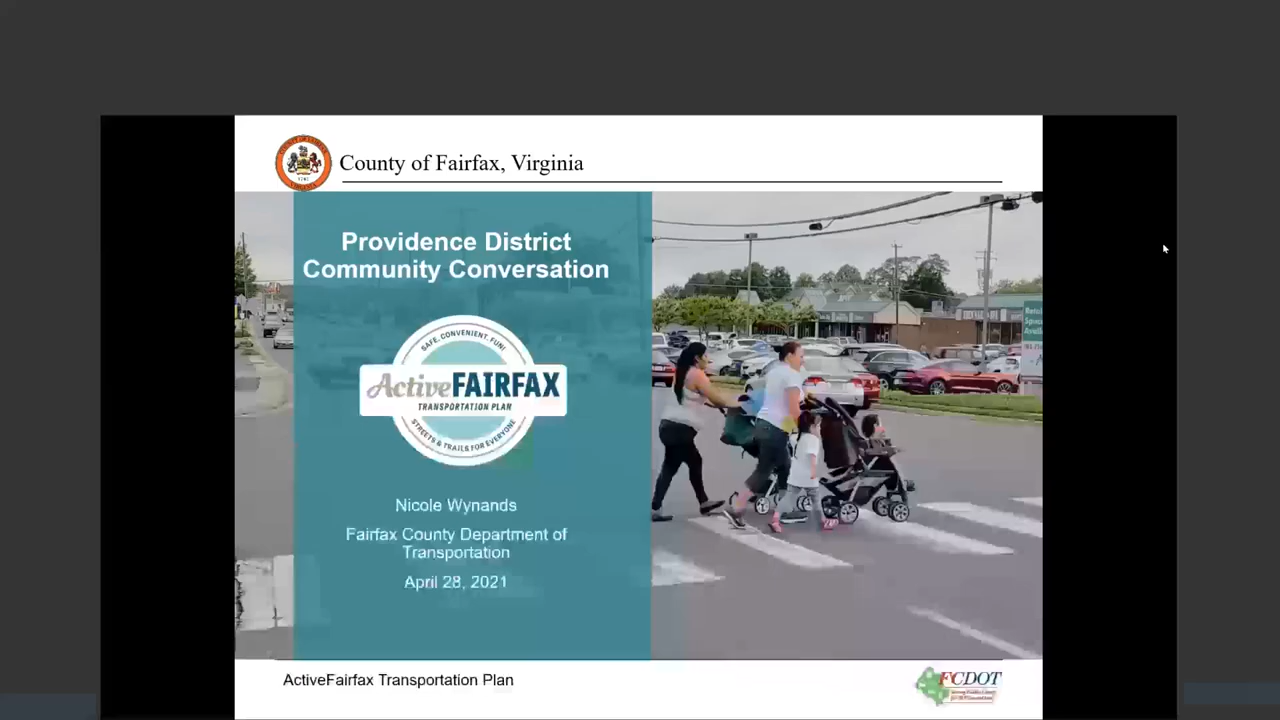 County of Fairfax, Virginia
Providence District
Community Conversation
SAFE. CONVENIENT. FUN!
ActiveFAIRFAX
TRANSPORTATION PLAN
STREETS & TRAILS FOR EVERYONE
Nicole Wynands
Fairfax County Department of
Transportation
April 28, 2021
ActiveFairfax Transportation Plan
FCDOT